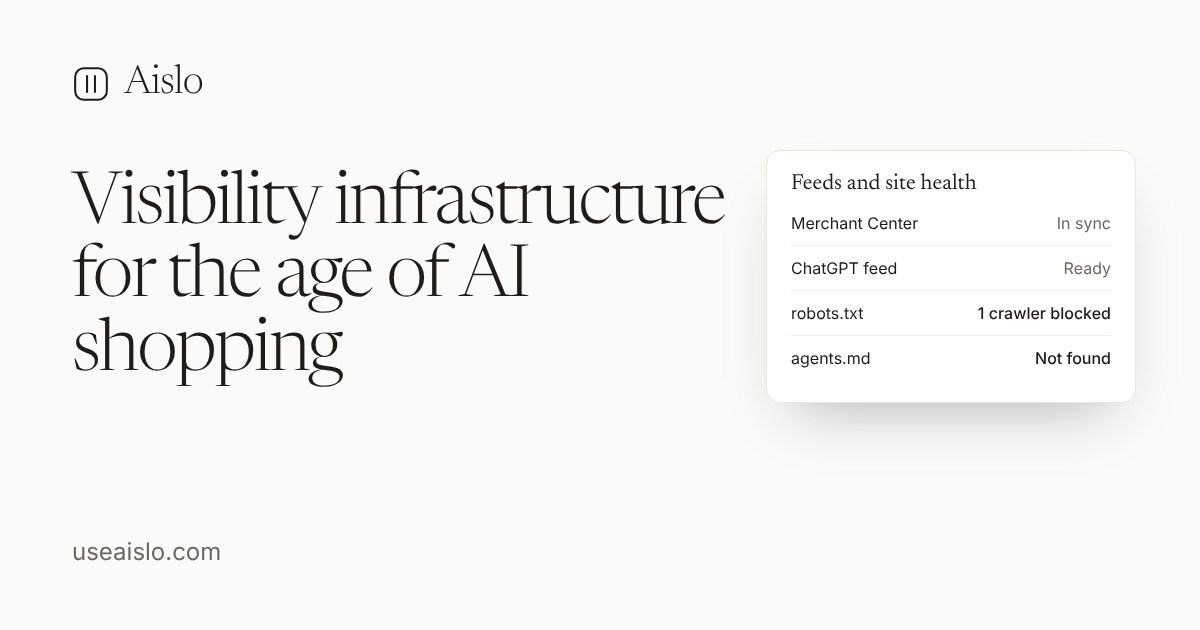 Aislo
Visibility infrastructure
for the age of AI
shopping
Feeds and site health
Merchant Center In sync
ChatGPT feed Ready
robots.txt 1 crawler blocked
agents.md Not found
useaislo.com